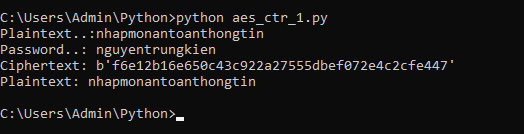 C:\Users\Admin\Python>python aes_ctr_1.py
Plaintext..:nhapmonantoanthongtin
Password..: nguyentrungkien
Ciphertext: b'f6e12b16e650c43c922a27555dbef072e4c2cfe447'
Plaintext: nhapmonantoanthongtin
C:\Users\Admin\Python>